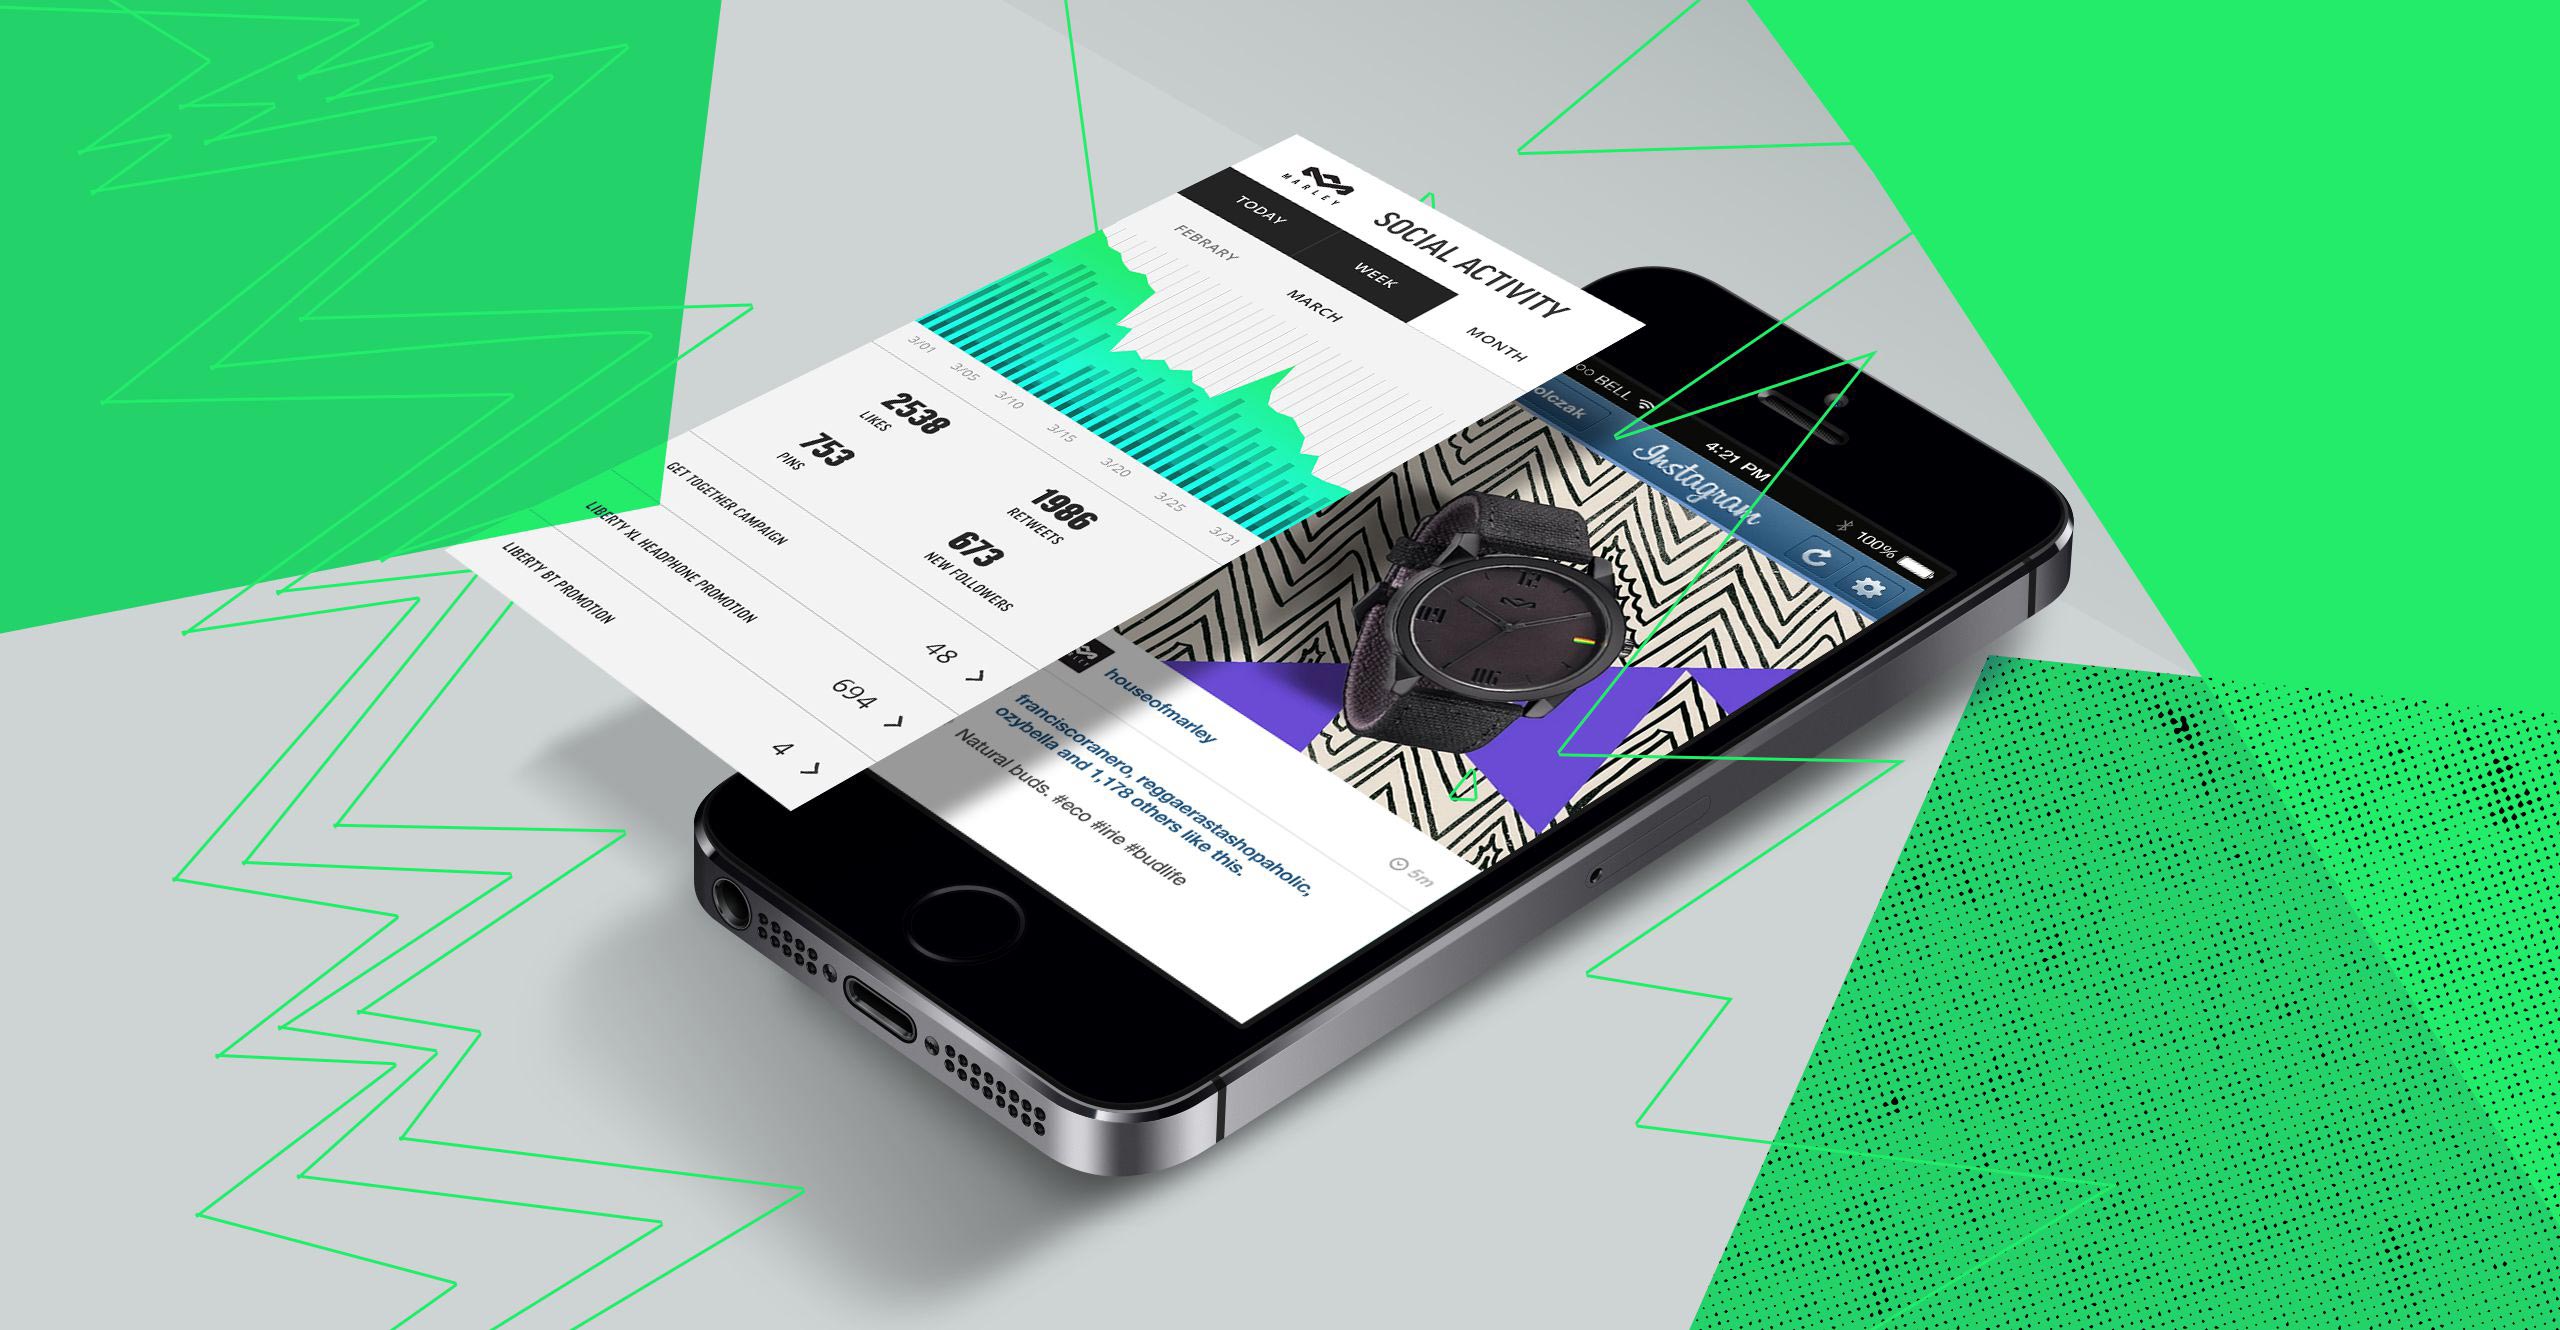 MARLEY
SOCIAL ACTIVITY
TODAY
WEEK
MONTH
FEBRARY
MARCH
3/01
3/05
3/10
3/15
3/20
3/25
3/31
2538
LIKES
1986
RETWEETS
753
PINS
673
NEW FOLLOWERS
GET TOGETHER CAMPAIGN
48
LIBERTY XL HEADPHONE PROMOTION
694
LIBERTY BT PROMOTION
4
BELL
4:21 PM
100%
olczak
Instagram
12
09
06
houseofmarley
5m
franciscoranero, reggaerastashopaholic,
ozybella and 1,178 others like this.
Natural buds. #eco #irie #budlife